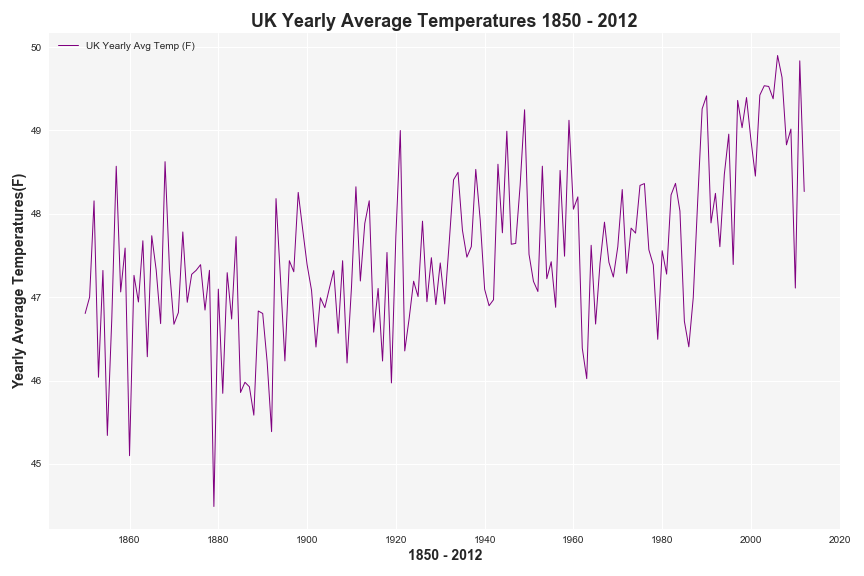 UK Yearly Average Temperatures 1850 - 2012
UK Yearly Avg Temp (F)
Yearly Average Temperatures(F)
50
49
48
47
46
45
1860 1880 1900 1920 1940 1960 1980 2000 2020
1850 - 2012